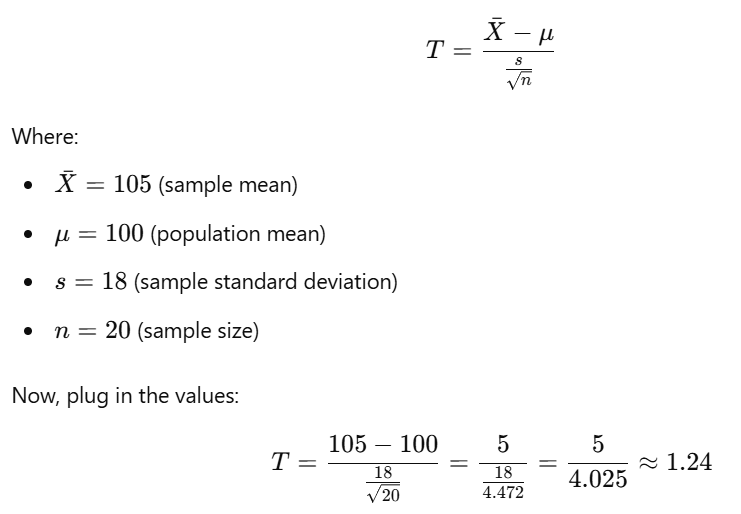 T = \frac{\bar{X} - \mu}{\frac{s}{\sqrt{n}}}
Where:
• \bar{X} = 105 (sample mean)
• \mu = 100 (population mean)
• s = 18 (sample standard deviation)
• n = 20 (sample size)
Now, plug in the values:
T = \frac{105 - 100}{\frac{18}{\sqrt{20}}} = \frac{5}{\frac{18}{4.472}} = \frac{5}{4.025} \approx 1.24